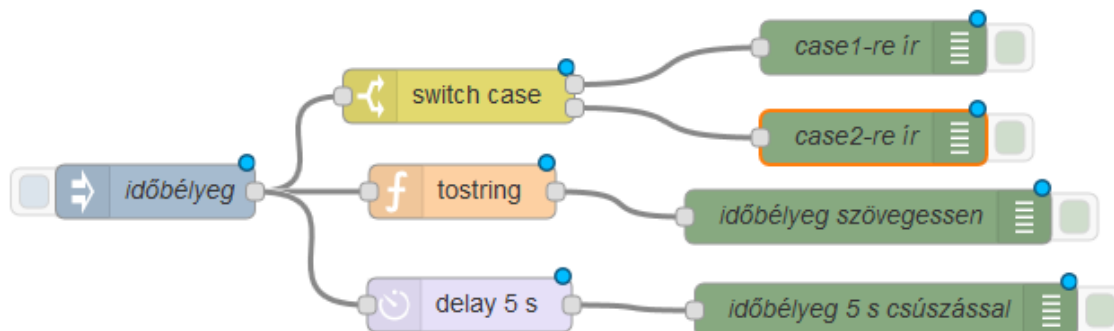 case1-re ír
switch case
case2-re ír
időbélyeg
tostring
időbélyeg szövegessen
delay 5 s
időbélyeg 5 s csúszással